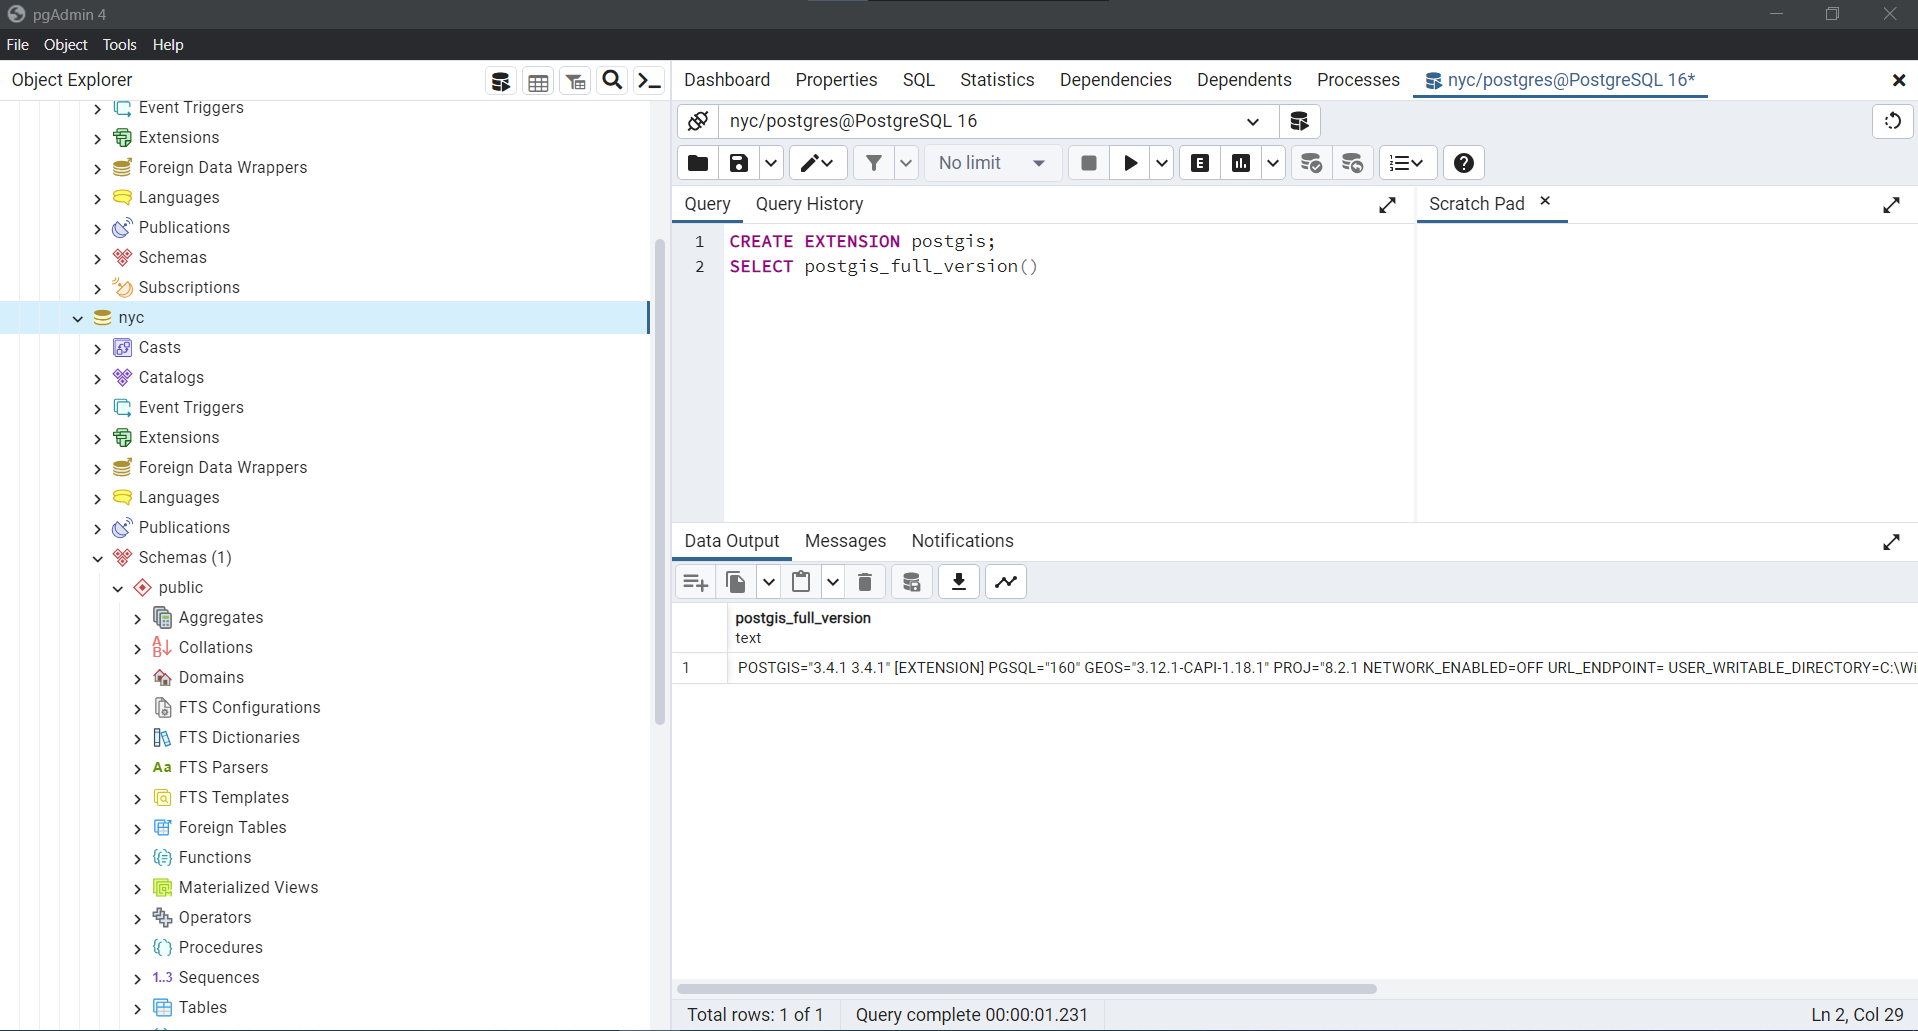 pgAdmin 4
File Object Tools Help
Object Explorer
Dashboard Properties SQL Statistics Dependencies Dependents Processes nyc/postgres@PostgreSQL 16*
Event Triggers
Extensions
Foreign Data Wrappers
Languages
Publications
Schemas
Subscriptions
nyc
Casts
Catalogs
Event Triggers
Extensions
Foreign Data Wrappers
Languages
Publications
Schemas (1)
public
Aggregates
Collations
Domains
FTS Configurations
FTS Dictionaries
Aa FTS Parsers
FTS Templates
Foreign Tables
Functions
Materialized Views
Operators
Procedures
1..3 Sequences
Tables
nyc/postgres@PostgreSQL 16
No limit
E
Query Query History
Scratch Pad
1 CREATE EXTENSION postgis;
2 SELECT postgis_full_version()
Data Output Messages Notifications
postgis_full_version
text
1 POSTGIS="3.4.1 3.4.1" [EXTENSION] PGSQL="160" GEOS="3.12.1-CAPI-1.18.1" PROJ="8.2.1 NETWORK_ENABLED=OFF URL_ENDPOINT= USER_WRITABLE_DIRECTORY=C:\Wi
Total rows: 1 of 1 Query complete 00:00:01.231 Ln 2, Col 29